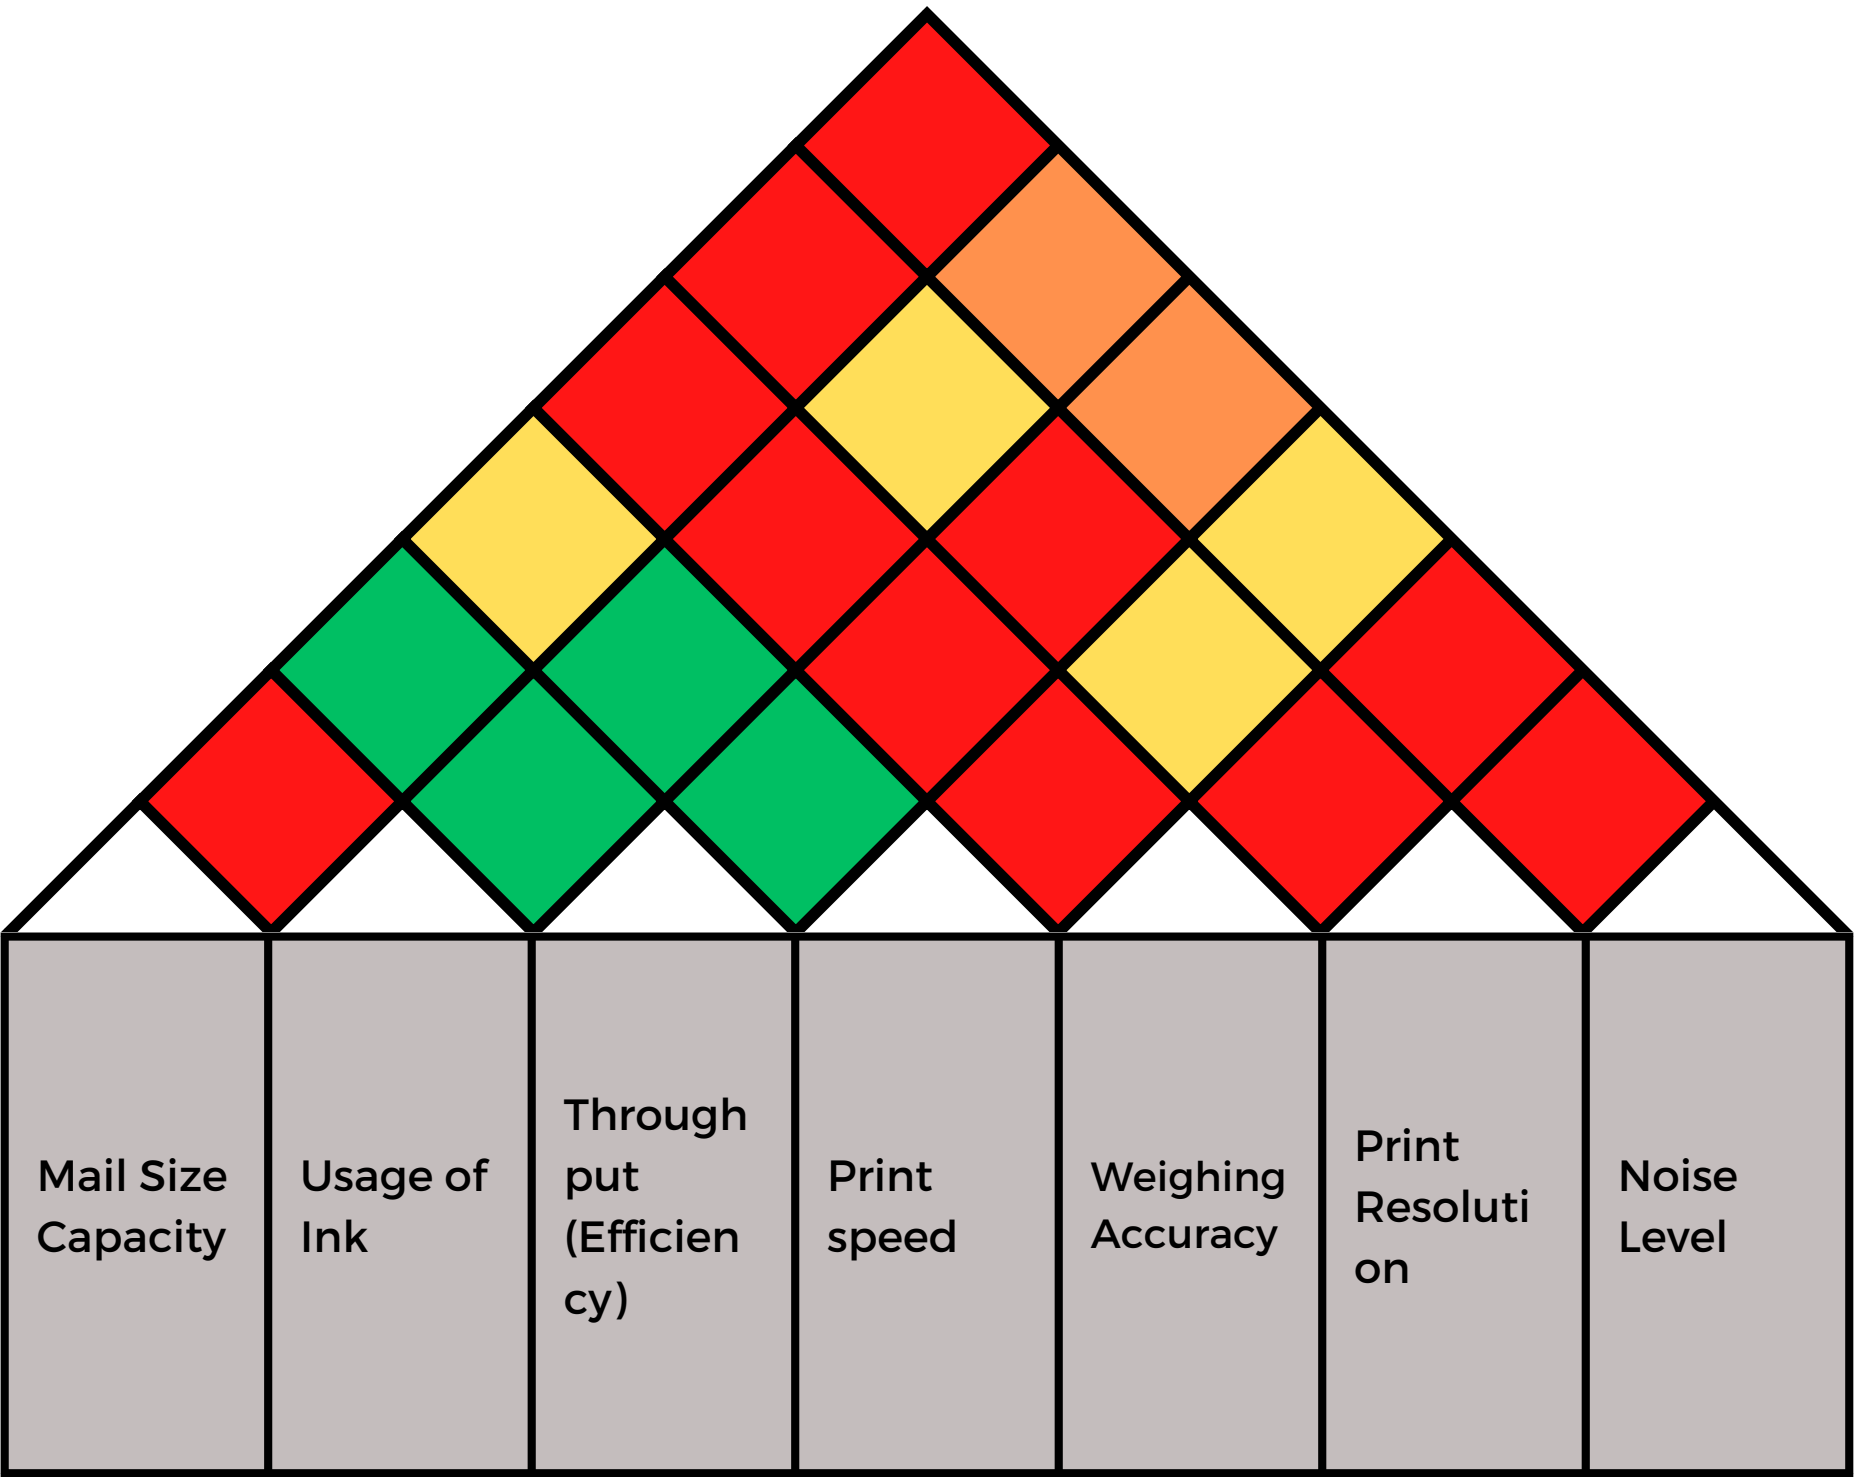 Mail Size
Capacity
Usage of
Ink
Through
put
(Efficien
cy)
Print
speed
Weighing
Accuracy
Print
Resoluti
on
Noise
Level